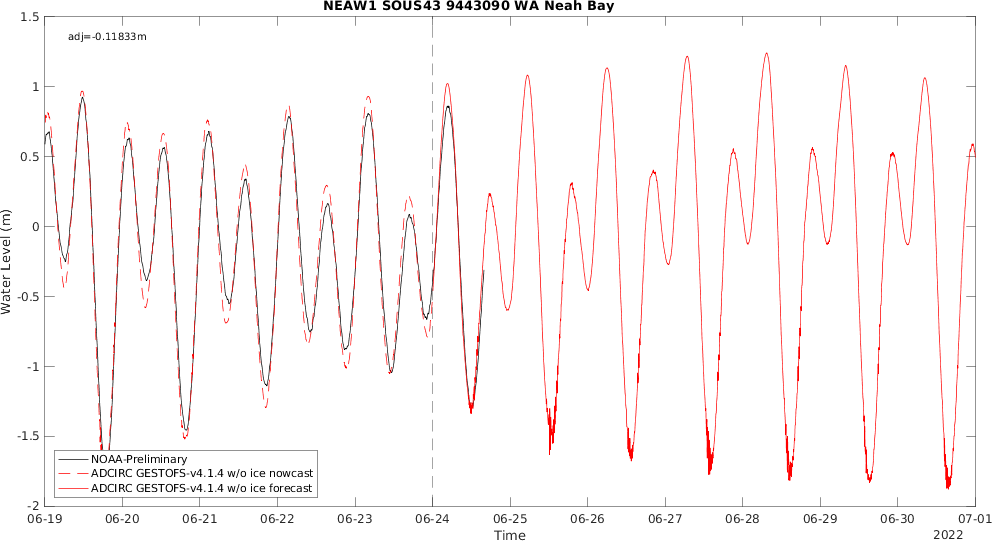 NEAW1 SOUS43 9443090 WA Neah Bay
adj=-0.11833m
1.5
1
0.5
0
-0.5
-1
-1.5
-2
Water Level (m)
NOAA-Preliminary
ADCIRC GESTOFS-v4.1.4 w/o ice nowcast
ADCIRC GESTOFS-v4.1.4 w/o ice forecast
06-19 06-20 06-21 06-22 06-23 06-24 06-25 06-26 06-27 06-28 06-29 06-30 07-01
Time
2022